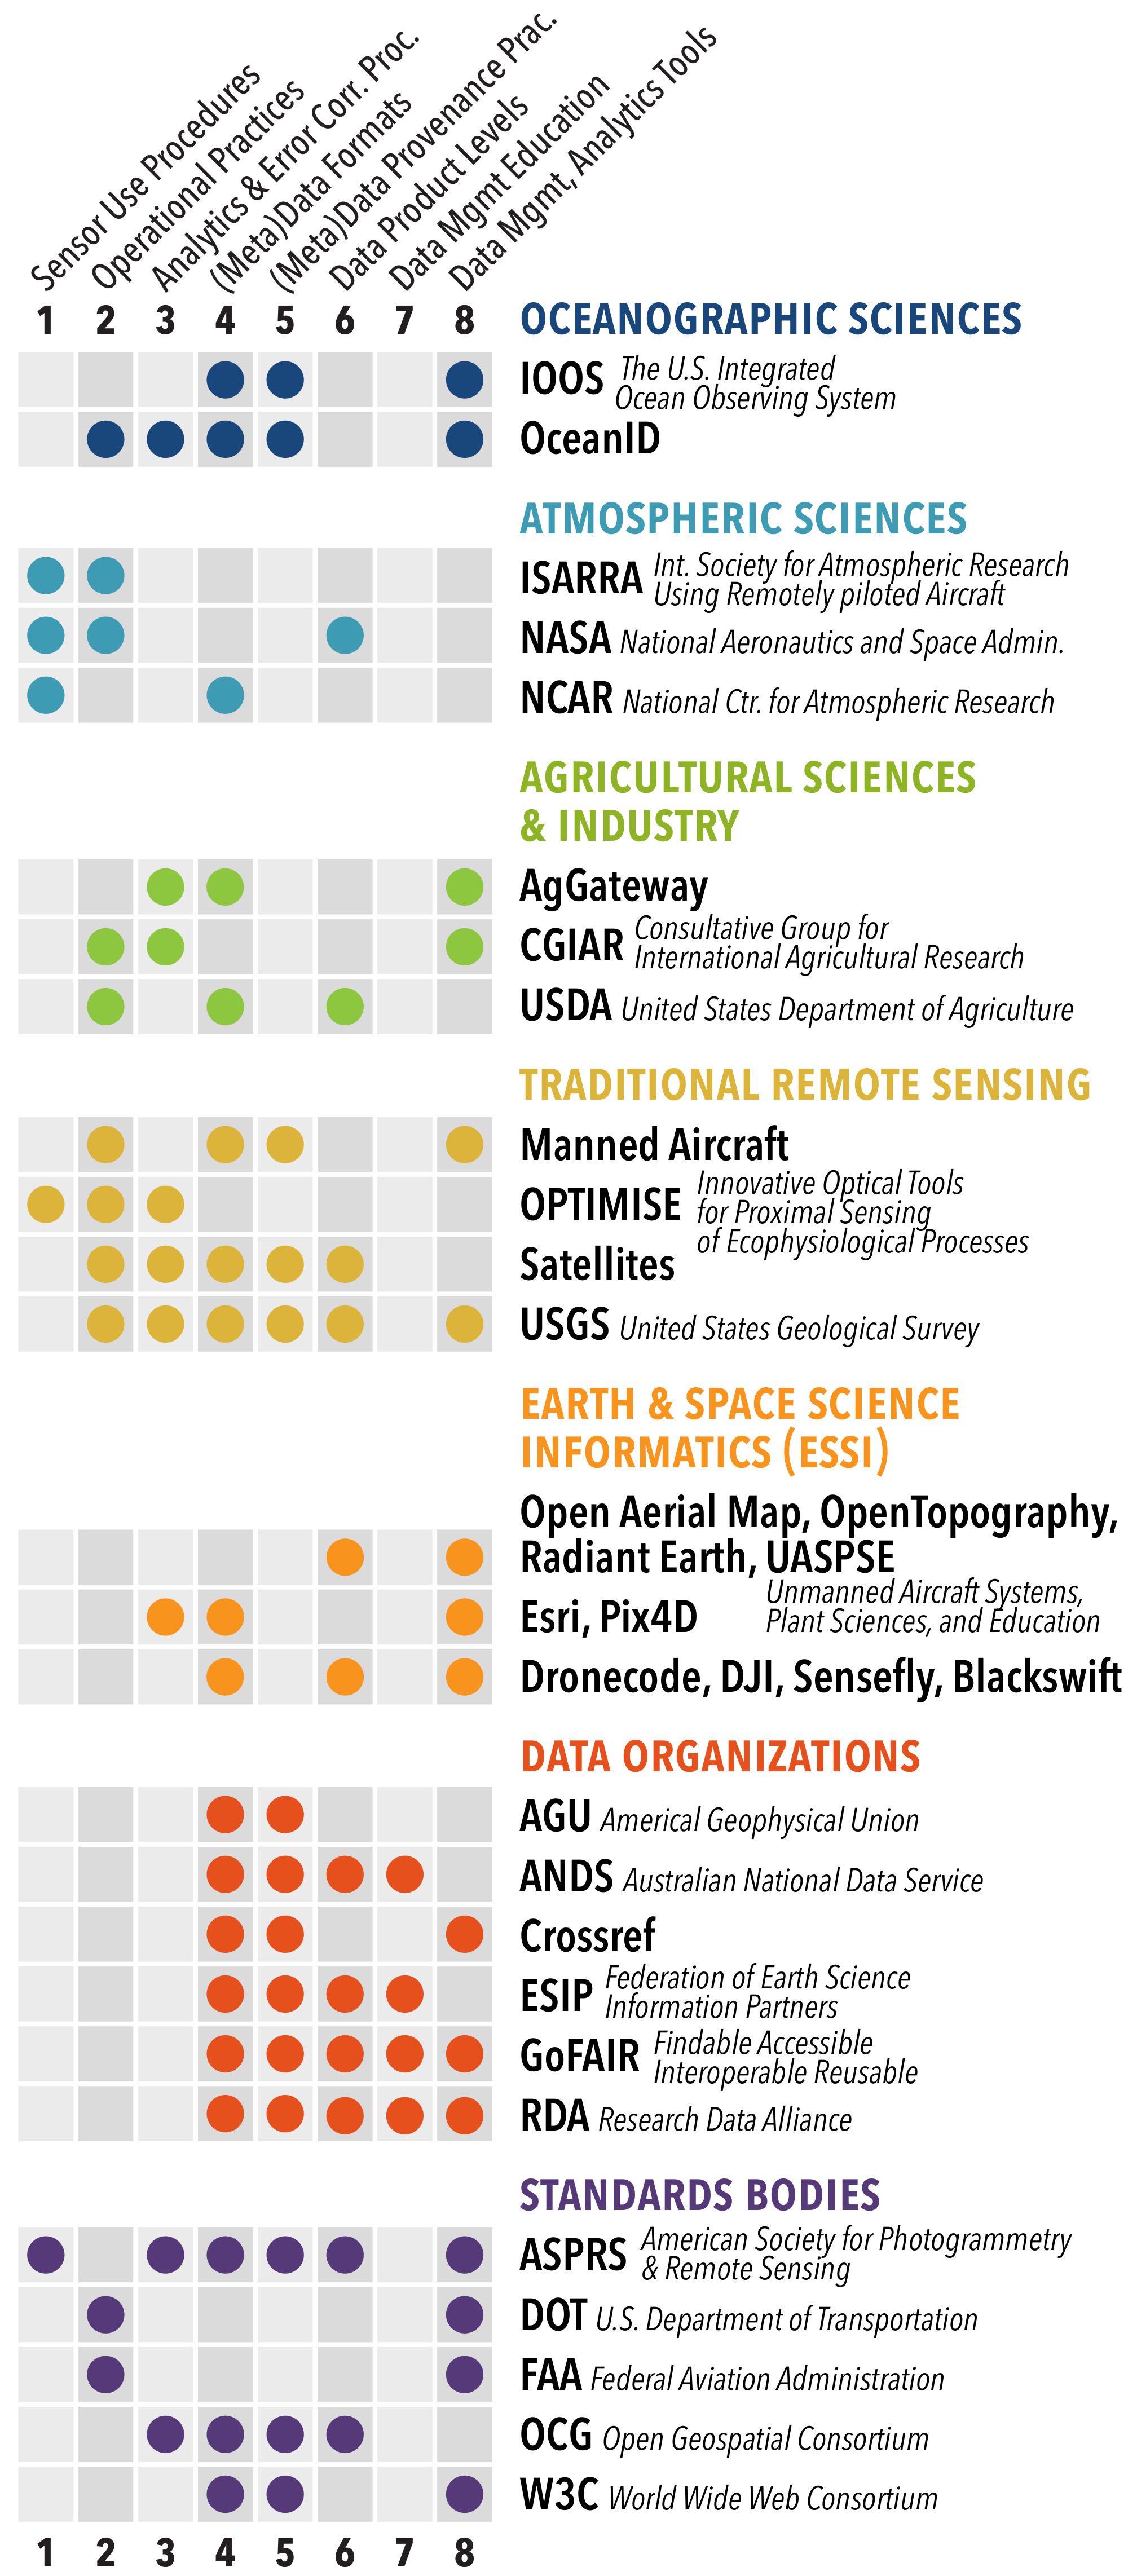 Sensor Use Procedures
Operational Practices
Analytics & Error Corr. Proc.
(Meta)Data Formats
(Meta)Data Provenance Prac.
Data Product Levels
Data Mgmt Education
Data Mgmt, Analytics Tools
1 2 3 4 5 6 7 8
OCEANOGRAPHIC SCIENCES
IOOS The U.S. Integrated
Ocean Observing System
OceanID
ATMOSPHERIC SCIENCES
ISARRA Int. Society for Atmospheric Research
Using Remotely piloted Aircraft
NASA National Aeronautics and Space Admin.
NCAR National Ctr. for Atmospheric Research
AGRICULTURAL SCIENCES
& INDUSTRY
AgGateway
CGIAR Consultative Group for
International Agricultural Research
USDA United States Department of Agriculture
TRADITIONAL REMOTE SENSING
Manned Aircraft
OPTIMISE Innovative Optical Tools
for Proximal Sensing
of Ecophysiological Processes
Satellites
USGS United States Geological Survey
EARTH & SPACE SCIENCE
INFORMATICS (ESSI)
Open Aerial Map, OpenTopography,
Radiant Earth, UASPSE
Unmanned Aircraft Systems,
Plant Sciences, and Education
Esri, Pix4D
Dronecode, DJI, Sensefly, Blackswift
DATA ORGANIZATIONS
AGU Americal Geophysical Union
ANDS Australian National Data Service
Crossref
ESIP Federation of Earth Science
Information Partners
GoFAIR Findable Accessible
Interoperable Reusable
RDA Research Data Alliance
STANDARDS BODIES
ASPRS American Society for Photogrammetry
& Remote Sensing
DOT U.S. Department of Transportation
FAA Federal Aviation Administration
OCG Open Geospatial Consortium
W3C World Wide Web Consortium
1 2 3 4 5 6 7 8